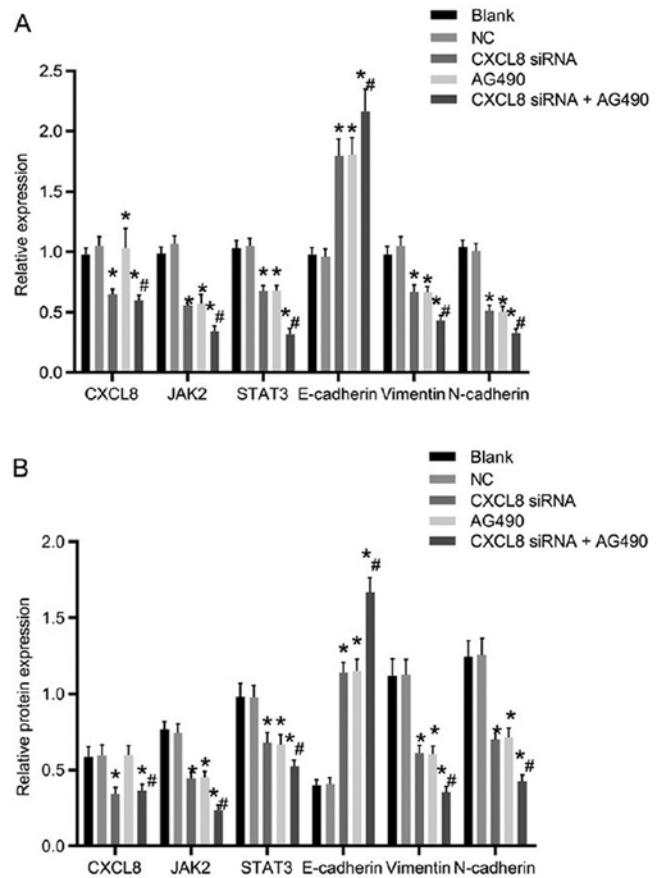 A
Blank
NC
CXCL8 siRNA
AG490
CXCL8 siRNA + AG490
Relative expression
2.5
2.0
1.5
1.0
0.5
0.0
* * * * # * * * # * * * # * * * # * * * # * * * #
CXCL8 JAK2 STAT3 E-cadherin Vimentin N-cadherin
B
Blank
NC
CXCL8 siRNA
AG490
CXCL8 siRNA + AG490
Relative protein expression
2.0
1.5
1.0
0.5
0.0
* * # * * * # * * * # * * * # * * * # * * * #
CXCL8 JAK2 STAT3 E-cadherin Vimentin N-cadherin